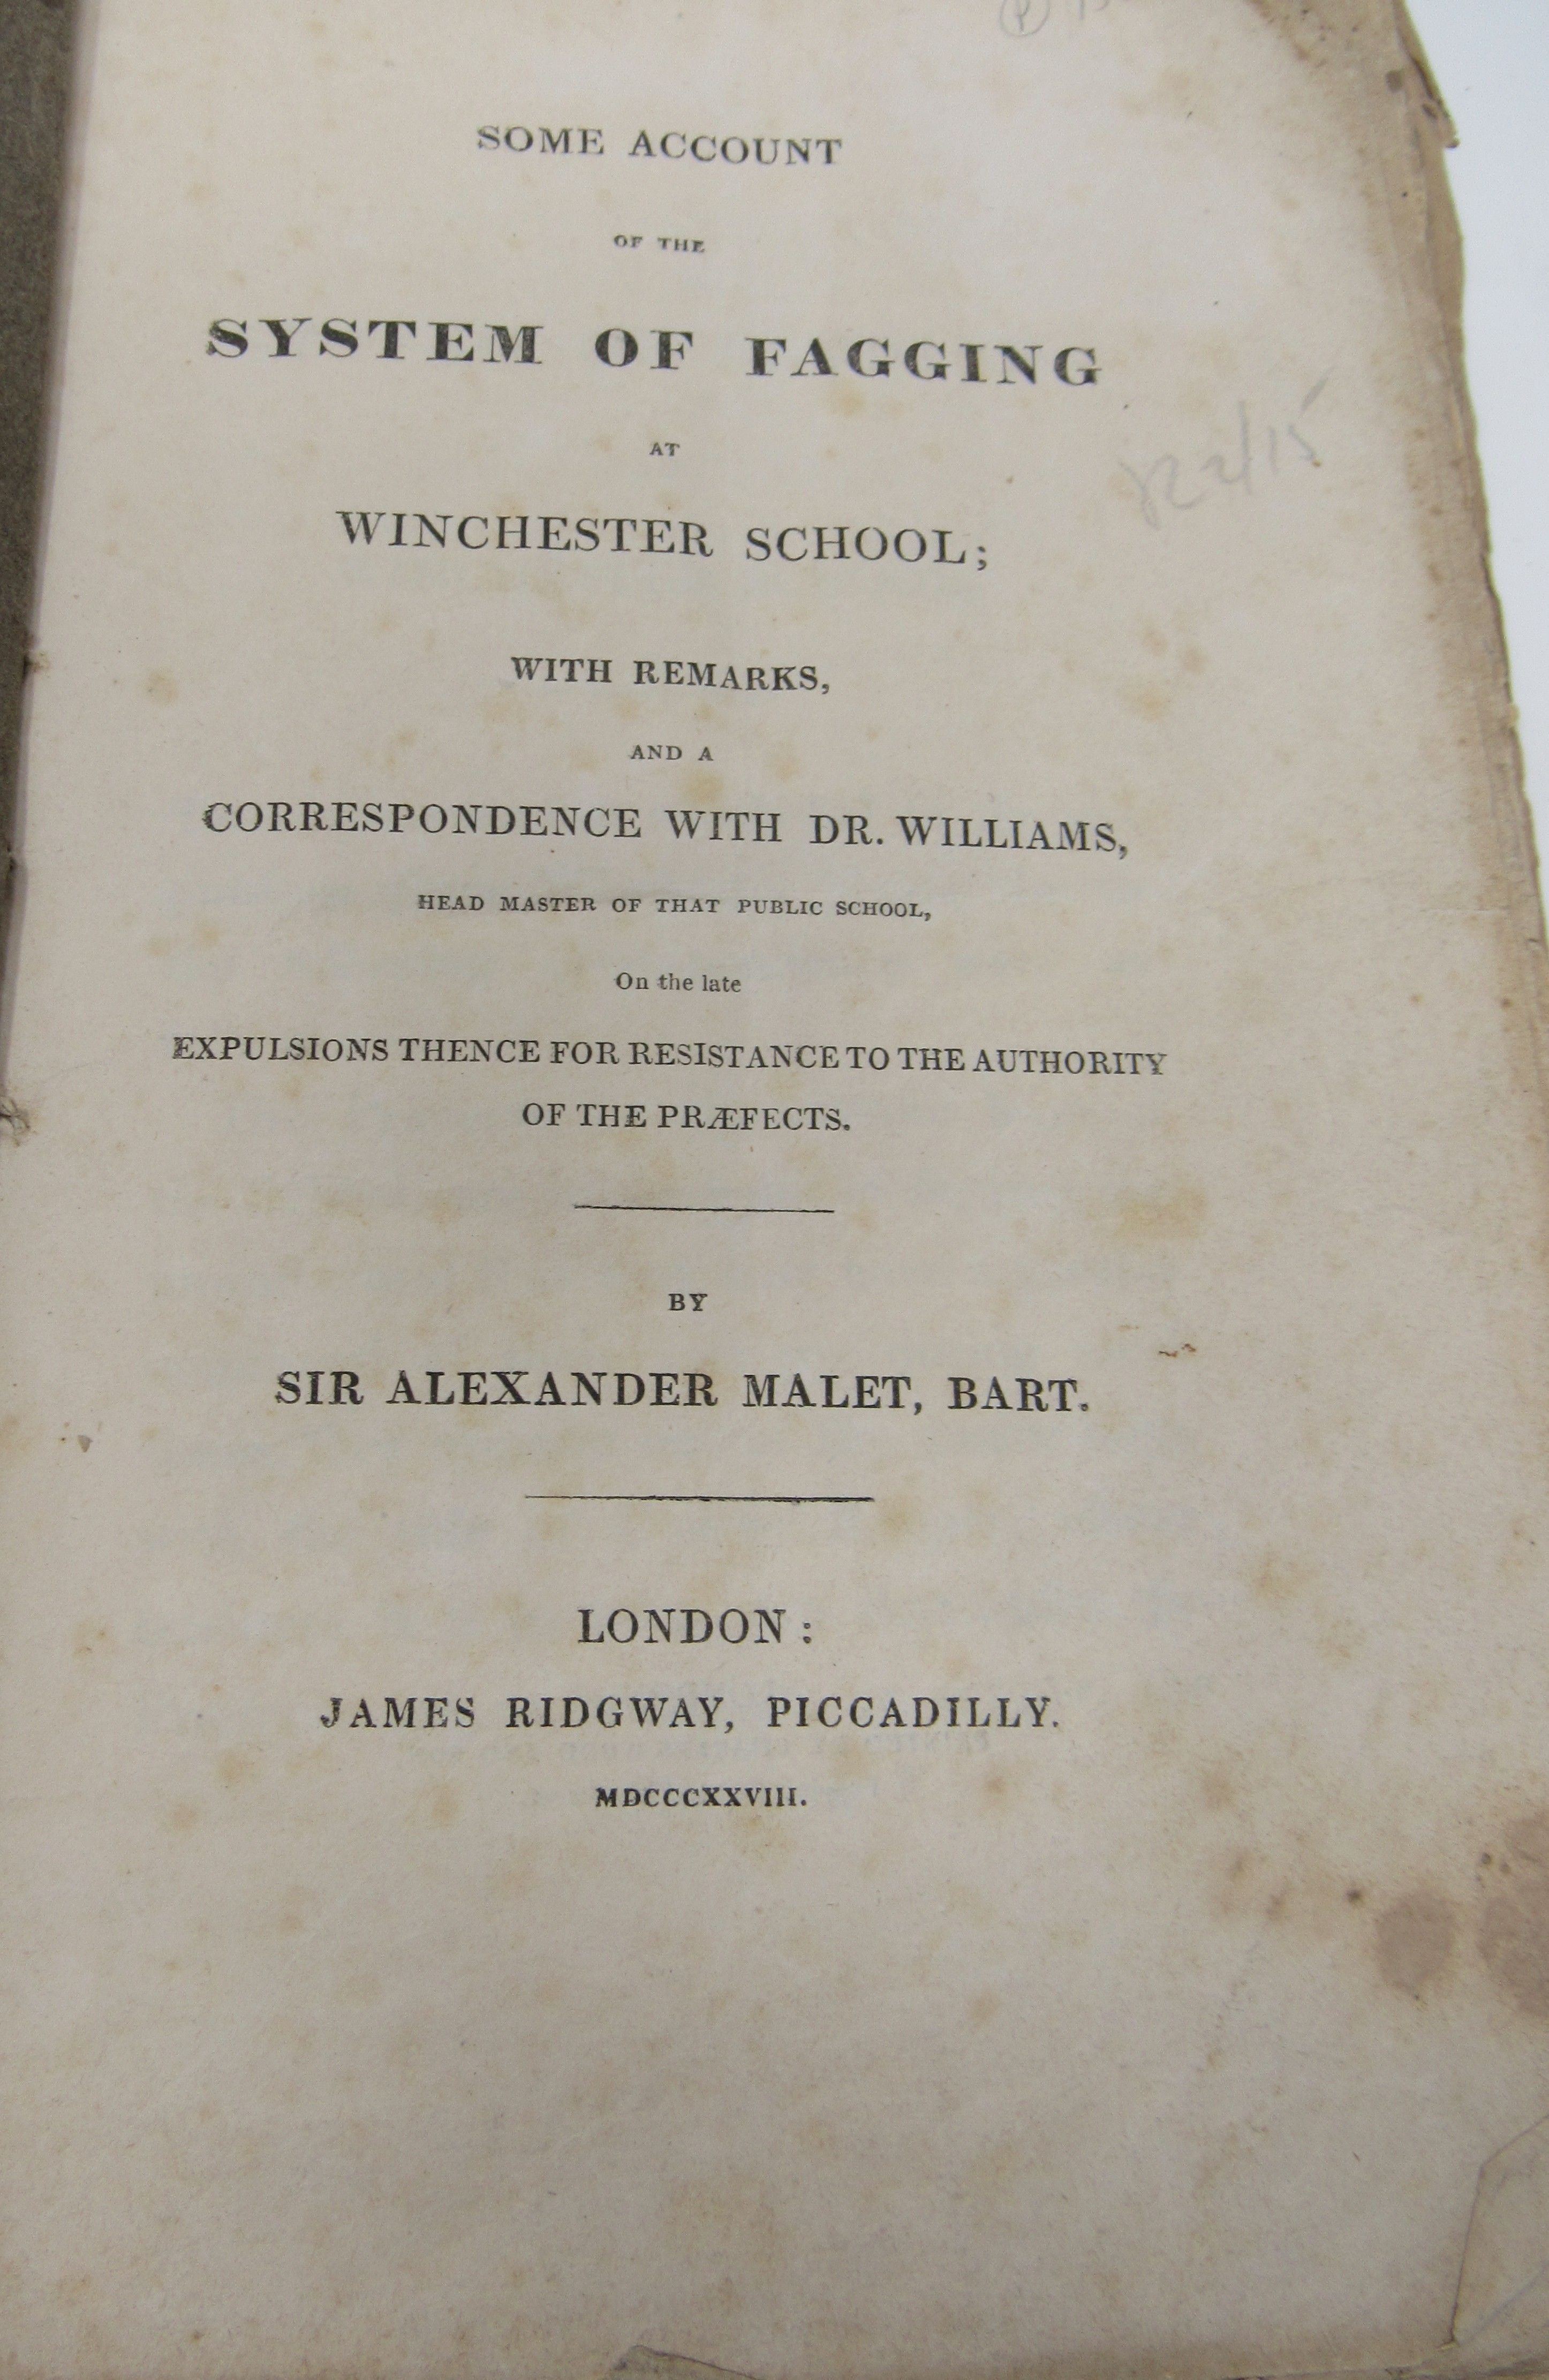 SOME ACCOUNT
OF THE
SYSTEM OF FAGGING
AT
WINCHESTER SCHOOL;
WITH REMARKS,
AND A
CORRESPONDENCE WITH DR. WILLIAMS,
HEAD MASTER OF THAT PUBLIC SCHOOL,
On the late
EXPULSIONS THENCE FOR RESISTANCE TO THE AUTHORITY
OF THE PRÆFECTS.
BY
SIR ALEXANDER MALET, BART.
LONDON:
JAMES RIDGWAY, PICCADILLY.
MDCCCXXVIII.